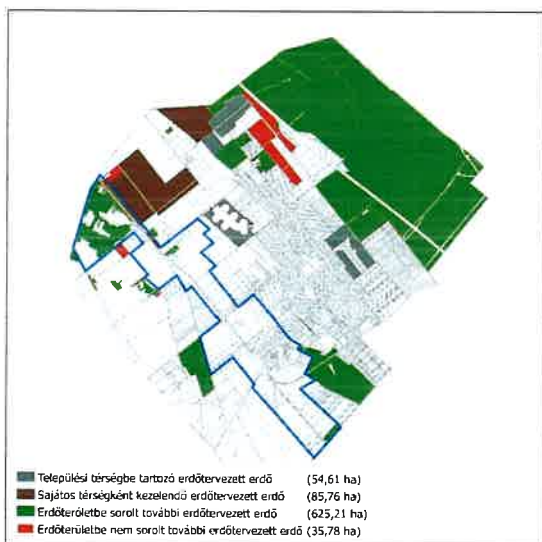 Települési térségbe tartozó erdőtervezett erdő (54,61 ha)
Sajátos térségként kezelendő erdőtervezett erdő (85,76 ha)
Erdőterületbe sorolt további erdőtervezett erdő (625,21 ha)
Erdőterületbe nem sorolt további erdőtervezett erdő (35,78 ha)